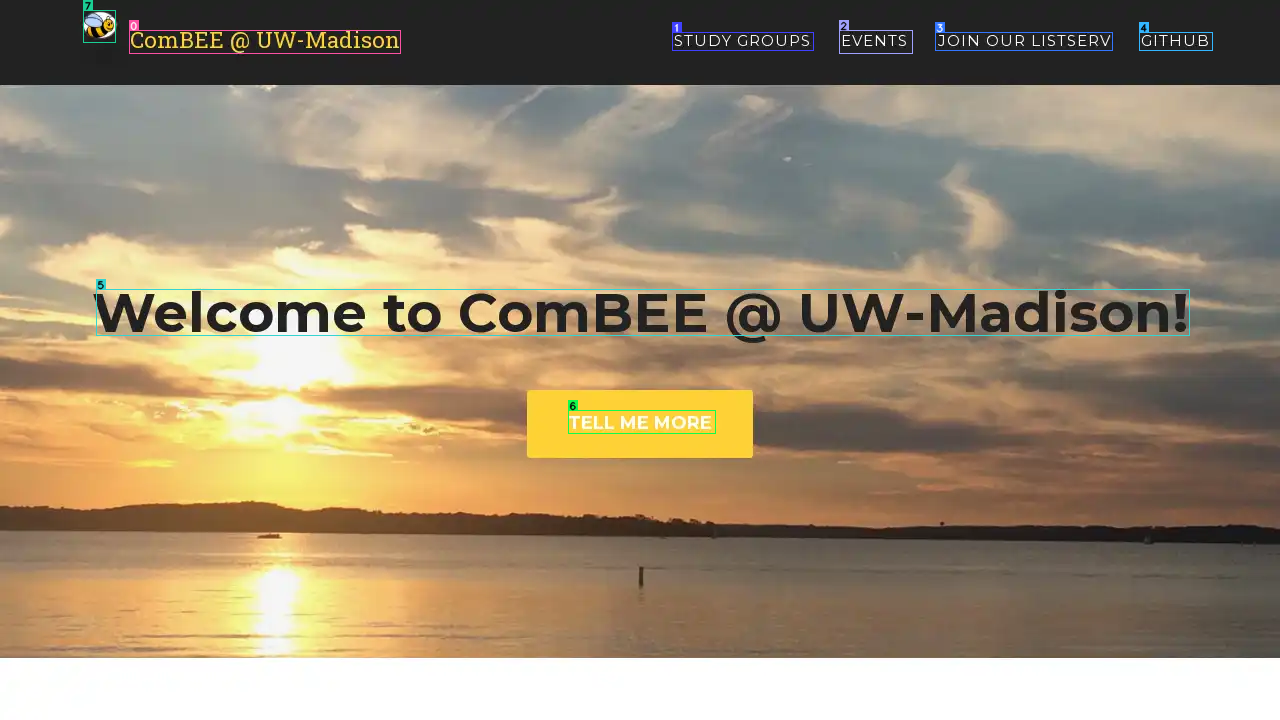 ComBEE @ UW-Madison
STUDY GROUPS
EVENTS
JOIN OUR LISTSERV
GITHUB
Welcome to ComBEE @ UW-Madison!
TELL ME MORE
7
0
1
2
3
4
5
6